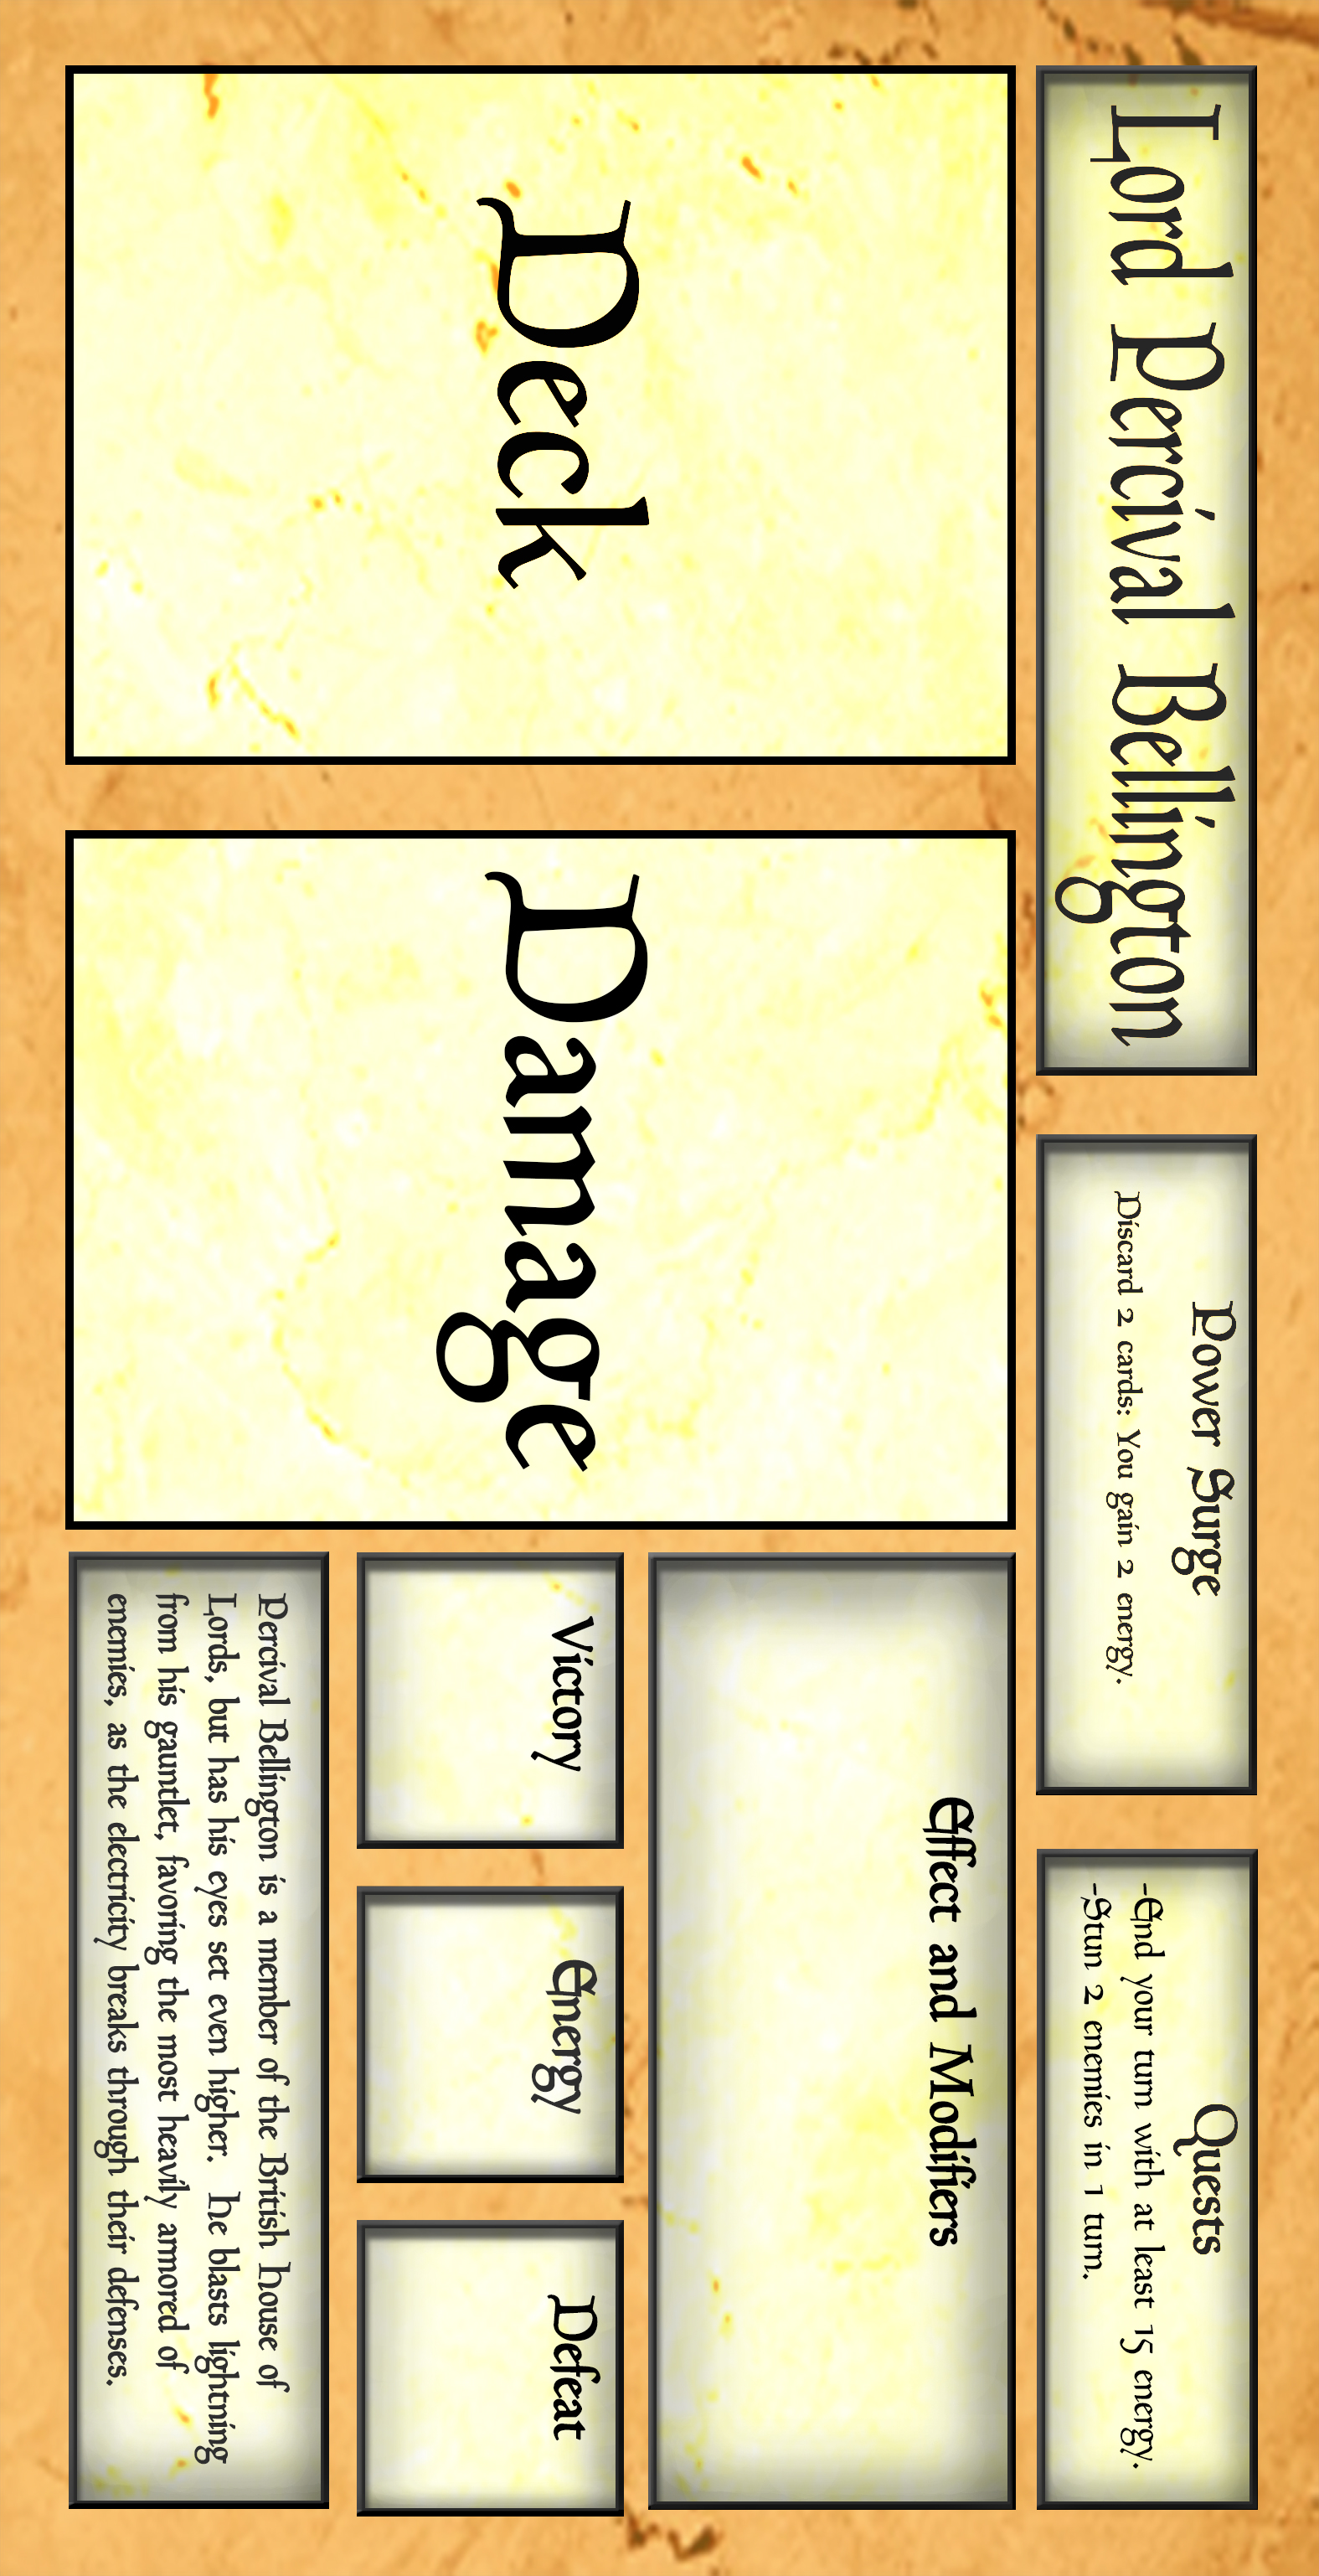 Lord Percival Bellington
Power Surge
Discard 2 cards: You gain 2 energy.
Quests
-End your turn with at least 15 energy.
-Stun 2 enemies in 1 turn.
Deck
Damage
Effect and Modifiers
Victory
Energy
Defeat
Percival Bellington is a member of the British House of
Lords, but has his eyes set even higher. He blasts lightning
from his gauntlet, favoring the most heavily armored of
enemies, as the electricity breaks through their defenses.